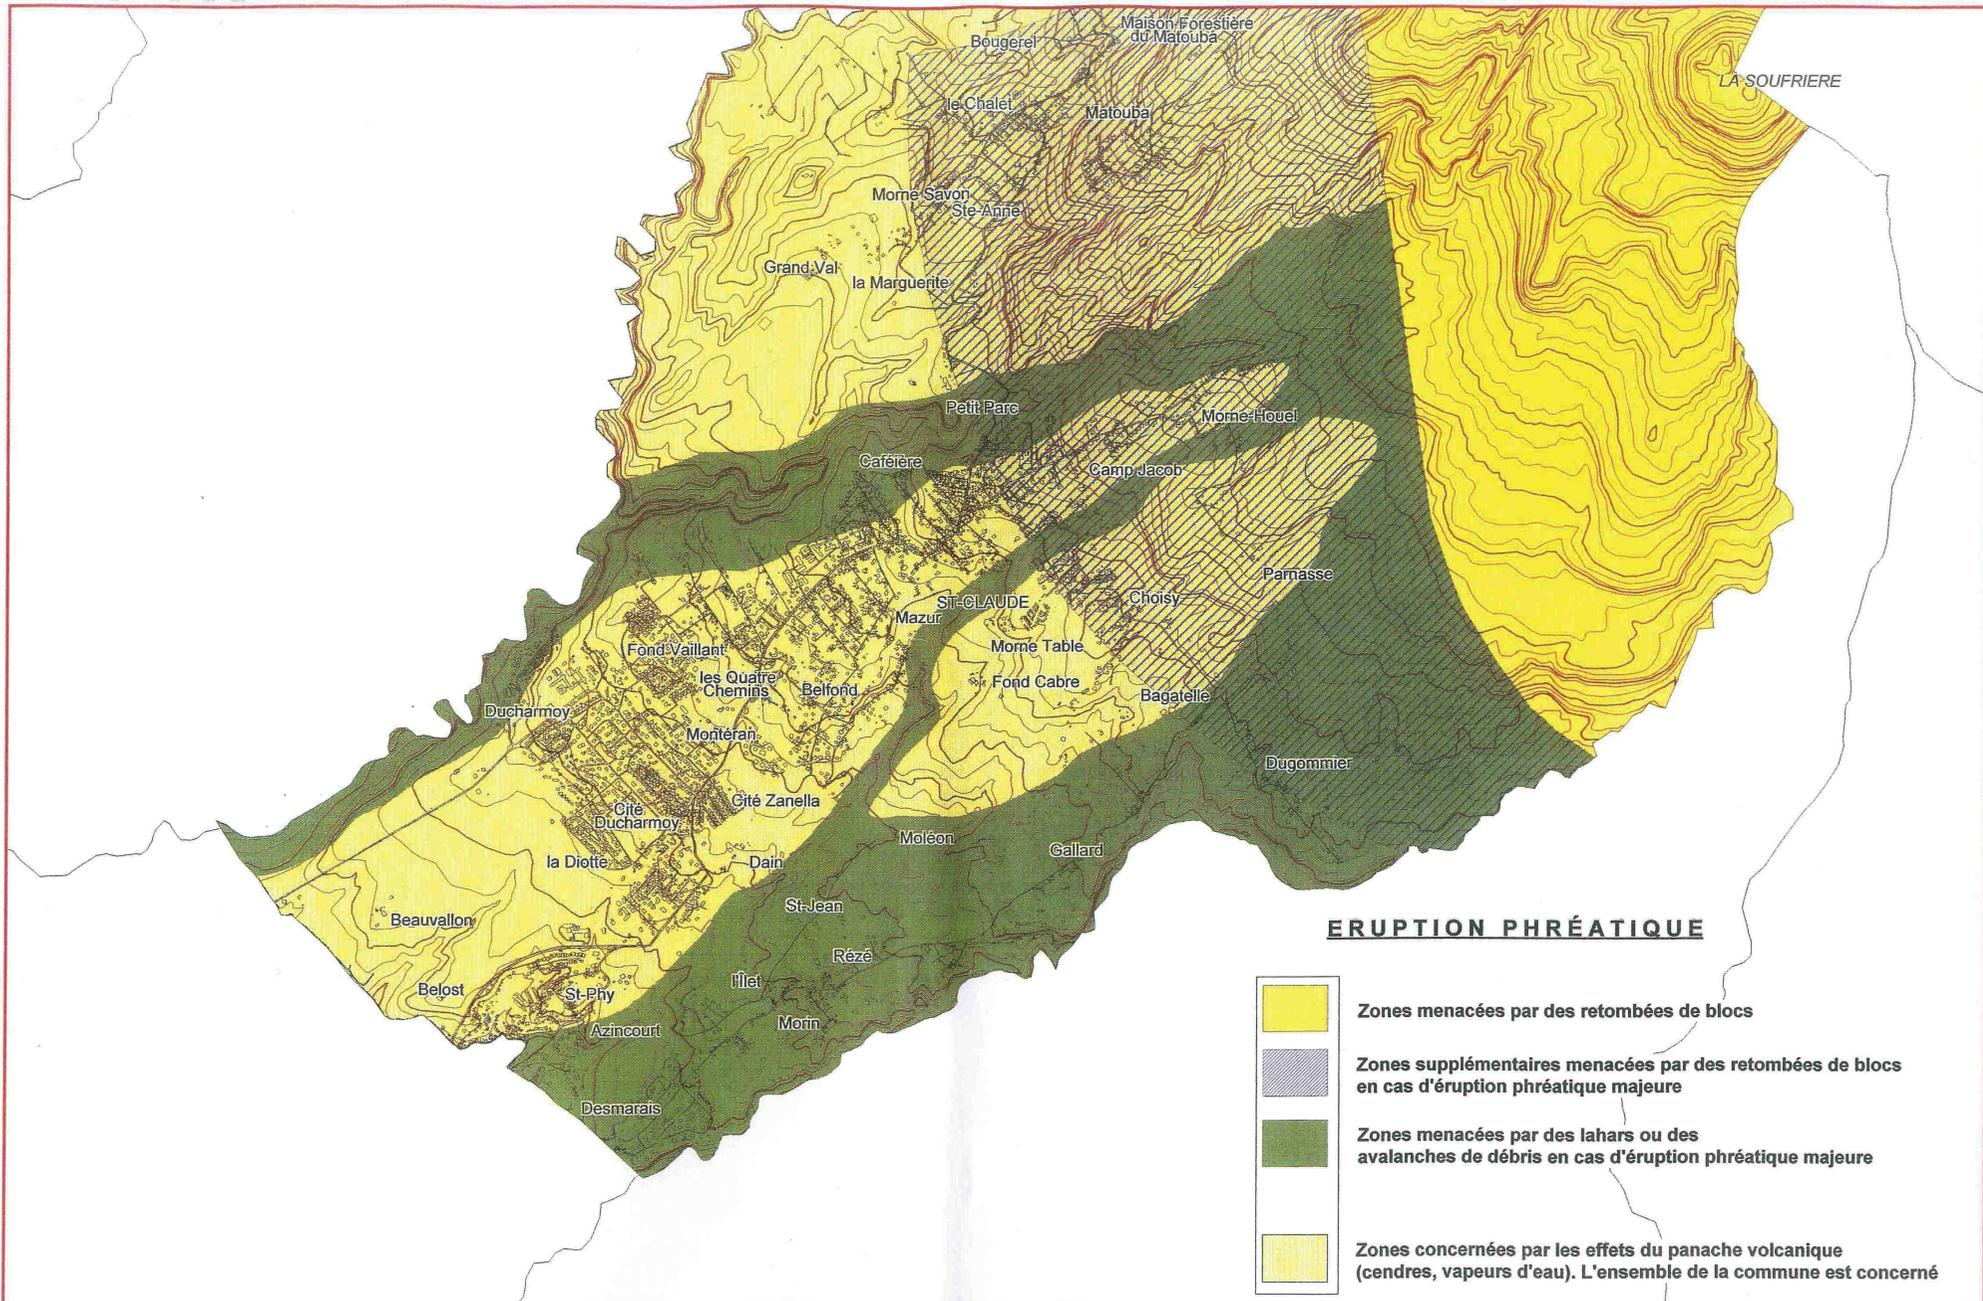 Maison Forestière
du Matouba
Bougerel
LA SOUFRIERE
le Chalet
Matouba
Morne Savon
Ste-Anne
Grand Val
la Marguerite
Petit Parc
Morne-Houel
Caféière
Camp Jacob
Parnasse
Choisy
ST-CLAUDE
Mazur
Morne Table
Fond Vaillant
les Quatre
Chemins
Belfond
Fond Cabre
Bagatelle
Ducharmoy
Montéran
Dugommier
Cité Zanella
Cité
Ducharmoy
Moléon
Gallard
la Diotte
Dain
St-Jean
Beauvallon
Rézé
l'Ilet
Belost
St-Phy
Morin
Azincourt
Desmarais
ERUPTION PHRÉATIQUE
Zones menacées par des retombées de blocs
Zones supplémentaires menacées par des retombées de blocs
en cas d'éruption phréatique majeure
Zones menacées par des lahars ou des
avalanches de débris en cas d'éruption phréatique majeure
Zones concernées par les effets du panache volcanique
(cendres, vapeurs d'eau). L'ensemble de la commune est concerné